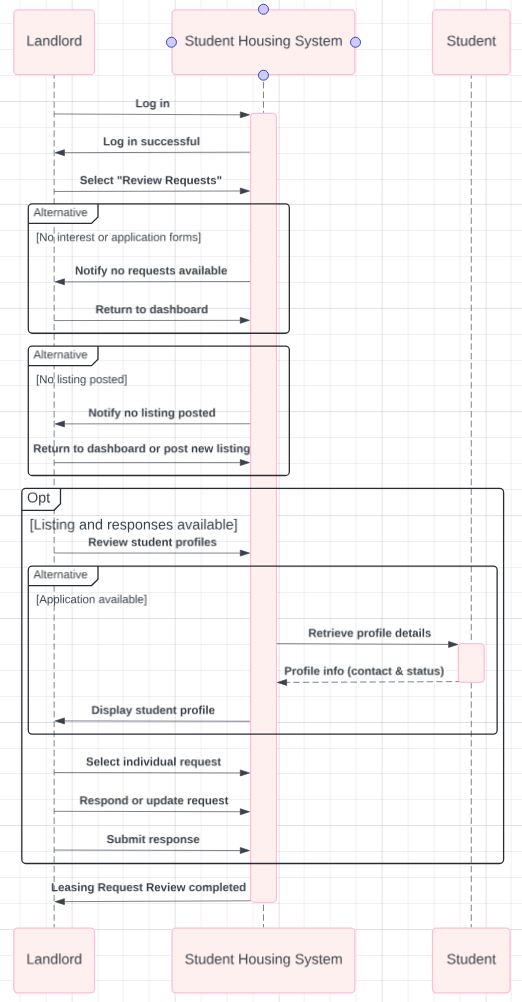 Landlord
Student Housing System
Student
Log in
Log in successful
Select "Review Requests"
Alternative
[No interest or application forms]
Notify no requests available
Return to dashboard
Alternative
[No listing posted]
Notify no listing posted
Return to dashboard or post new listing
Opt
[Listing and responses available]
Review student profiles
Alternative
[Application available]
Retrieve profile details
Profile info (contact & status)
Display student profile
Select individual request
Respond or update request
Submit response
Leasing Request Review completed
Landlord
Student Housing System
Student